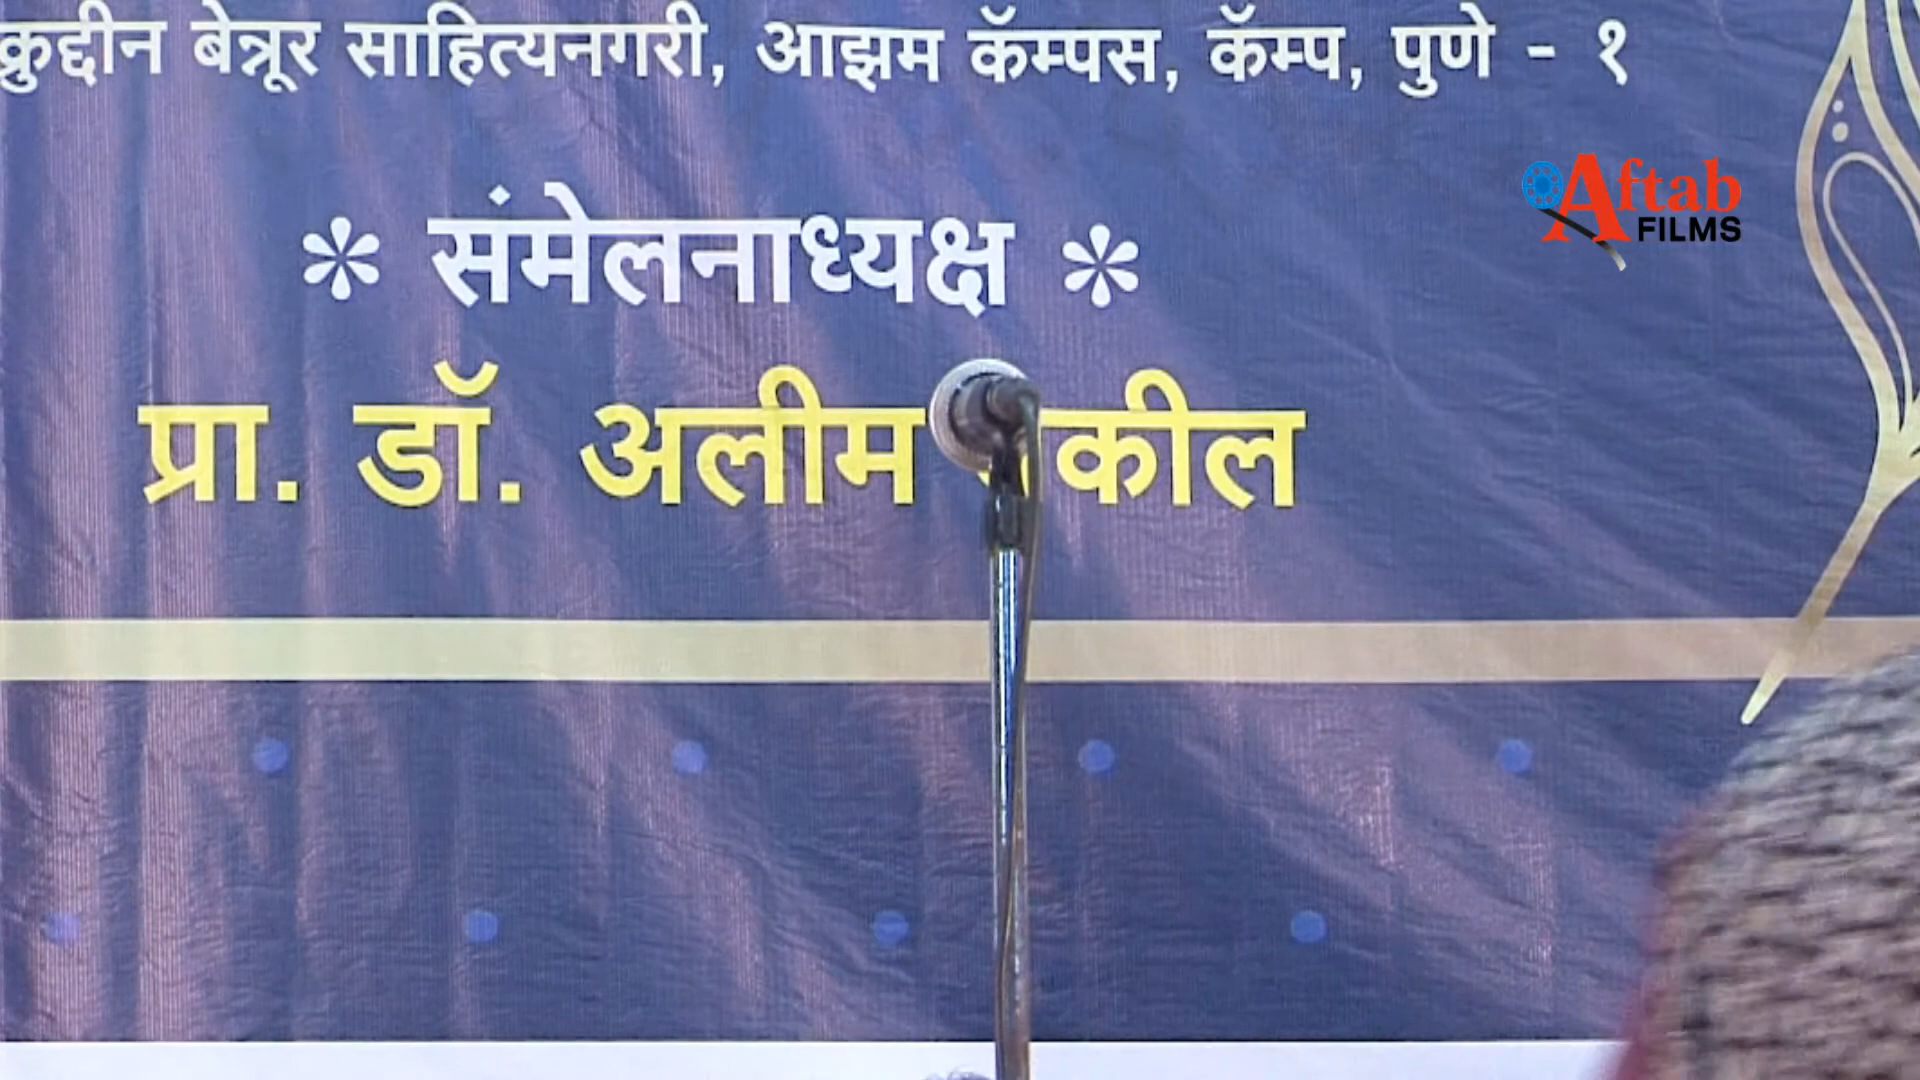 बेन्नूर साहित्यनगरी, आझम कॅम्पस, कॅम्प, पुणे - १
Aftab
FILMS
* संमेलनाध्यक्ष *
प्रा. डॉ. अलीम